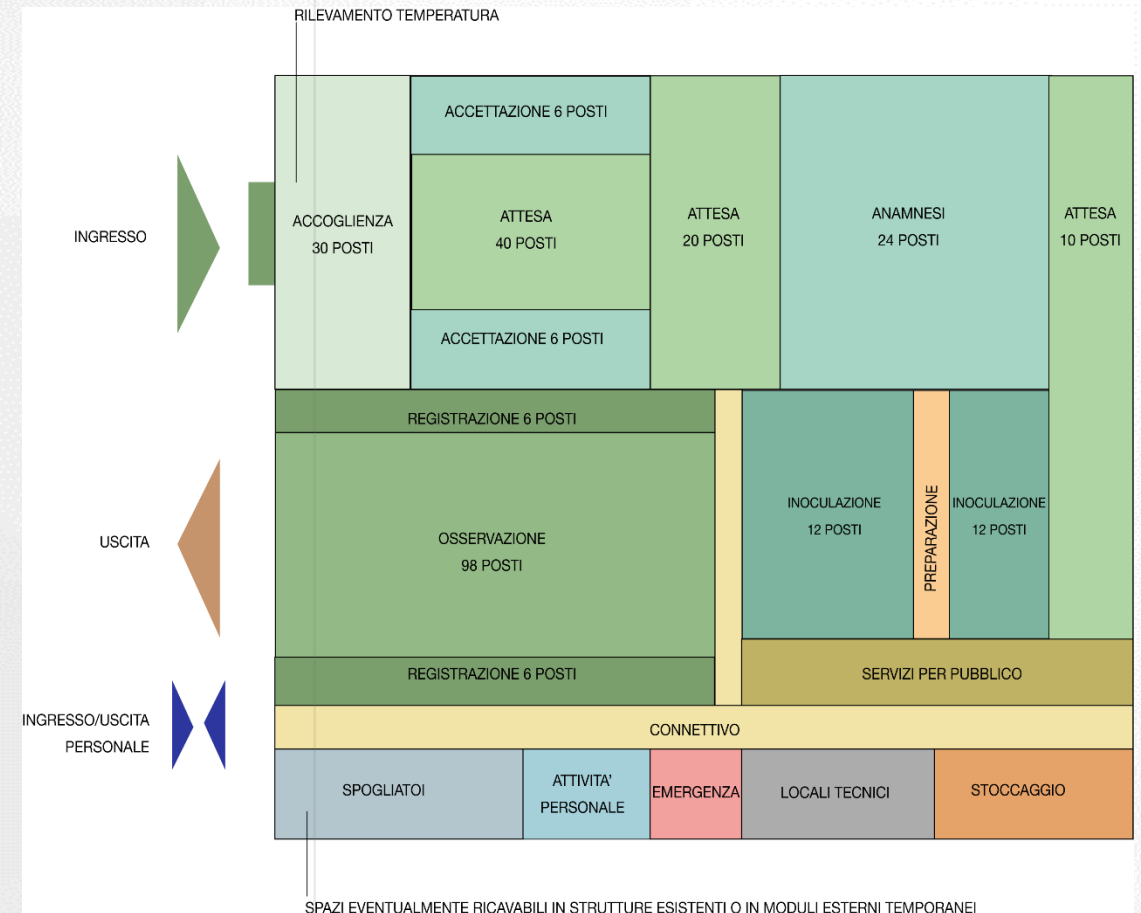 RILEVAMENTO TEMPERATURA
ACCETTAZIONE 6 POSTI
INGRESSO
ACCOGLIENZA
30 POSTI
ATTESA
40 POSTI
ATTESA
20 POSTI
ANAMNESI
24 POSTI
ATTESA
10 POSTI
ACCETTAZIONE 6 POSTI
REGISTRAZIONE 6 POSTI
USCITA
OSSERVAZIONE
98 POSTI
INOCULAZIONE
12 POSTI
PREPARAZIONE
INOCULAZIONE
12 POSTI
REGISTRAZIONE 6 POSTI
SERVIZI PER PUBBLICO
INGRESSO/USCITA
PERSONALE
CONNETTIVO
SPOGLIATOI
ATTIVITA'
PERSONALE
EMERGENZA
LOCALI TECNICI
STOCCAGGIO
SPAZI EVENTUALMENTE RICAVABILI IN STRUTTURE ESISTENTI O IN MODULI ESTERNI TEMPORANEI